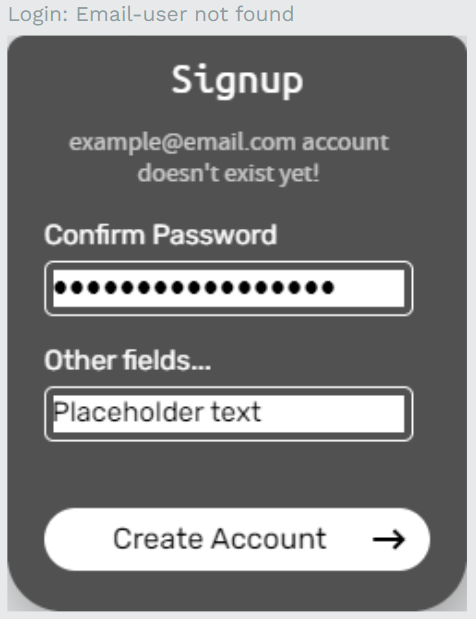 Login: Email-user not found
Signup
example@email.com account
doesn't exist yet!
Confirm Password
●●●●●●●●●●●●●●●●●
Other fields...
Placeholder text
Create Account →